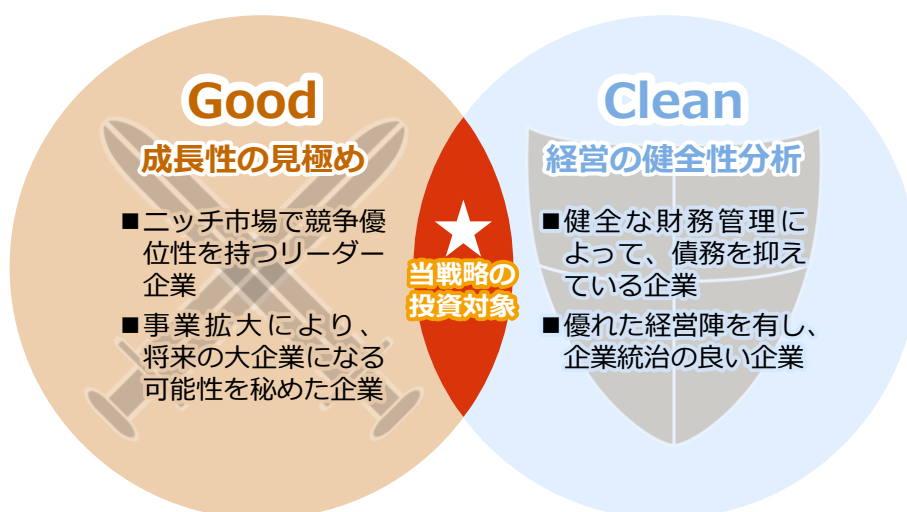 Good
成長性の見極め
■ニッチ市場で競争優
位性を持つリーダー
企業
■事業拡大により、
将来の大企業になる
可能性を秘めた企業
当戦略の
投資対象
Clean
経営の健全性分析
■健全な財務管理に
よって、債務を抑え
ている企業
■優れた経営陣を有し、
企業統治の良い企業